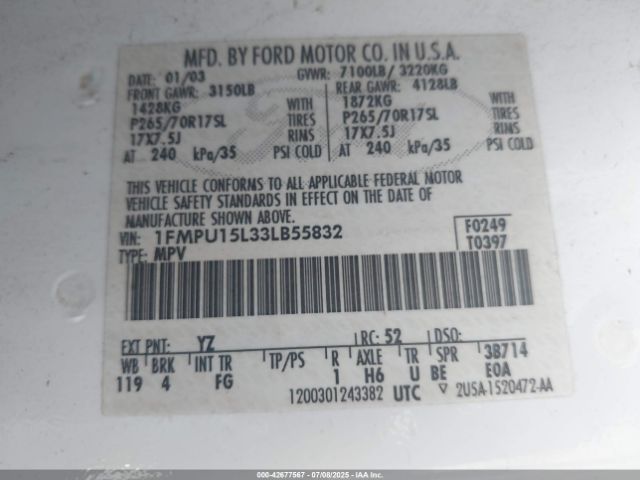 MFD. BY FORD MOTOR CO. IN U.S.A.
DATE: 01/03 GVWR: 7100LB/ 3220KG
FRONT GAWR: 3150LB REAR GAWR: 4128LB
1428KG WITH 1872KG WITH
P265/70R17SL TIRES P265/70R17SL TIRES
17X7.5J RIMS 17X7.5J RIMS
AT 240 kPa/35 PSI COLD AT 240 kPa/35 PSI COLD
THIS VEHICLE CONFORMS TO ALL APPLICABLE FEDERAL MOTOR
VEHICLE SAFETY STANDARDS IN EFFECT ON THE DATE OF
MANUFACTURE SHOWN ABOVE.
VIN: 1FMPU15L33LB55832 F0249
TYPE: MPV T0397
EXT PNT: YZ RC: 52 DSO:
WB BRK INT TR TP/PS R AXLE TR SPR 3B714
119 4 FG 1 H6 U BE EOA
1200301243382 UTC ▽ 2U5A-1520472-AA
000-42677567 - 07/08/2025 - IAA Inc.